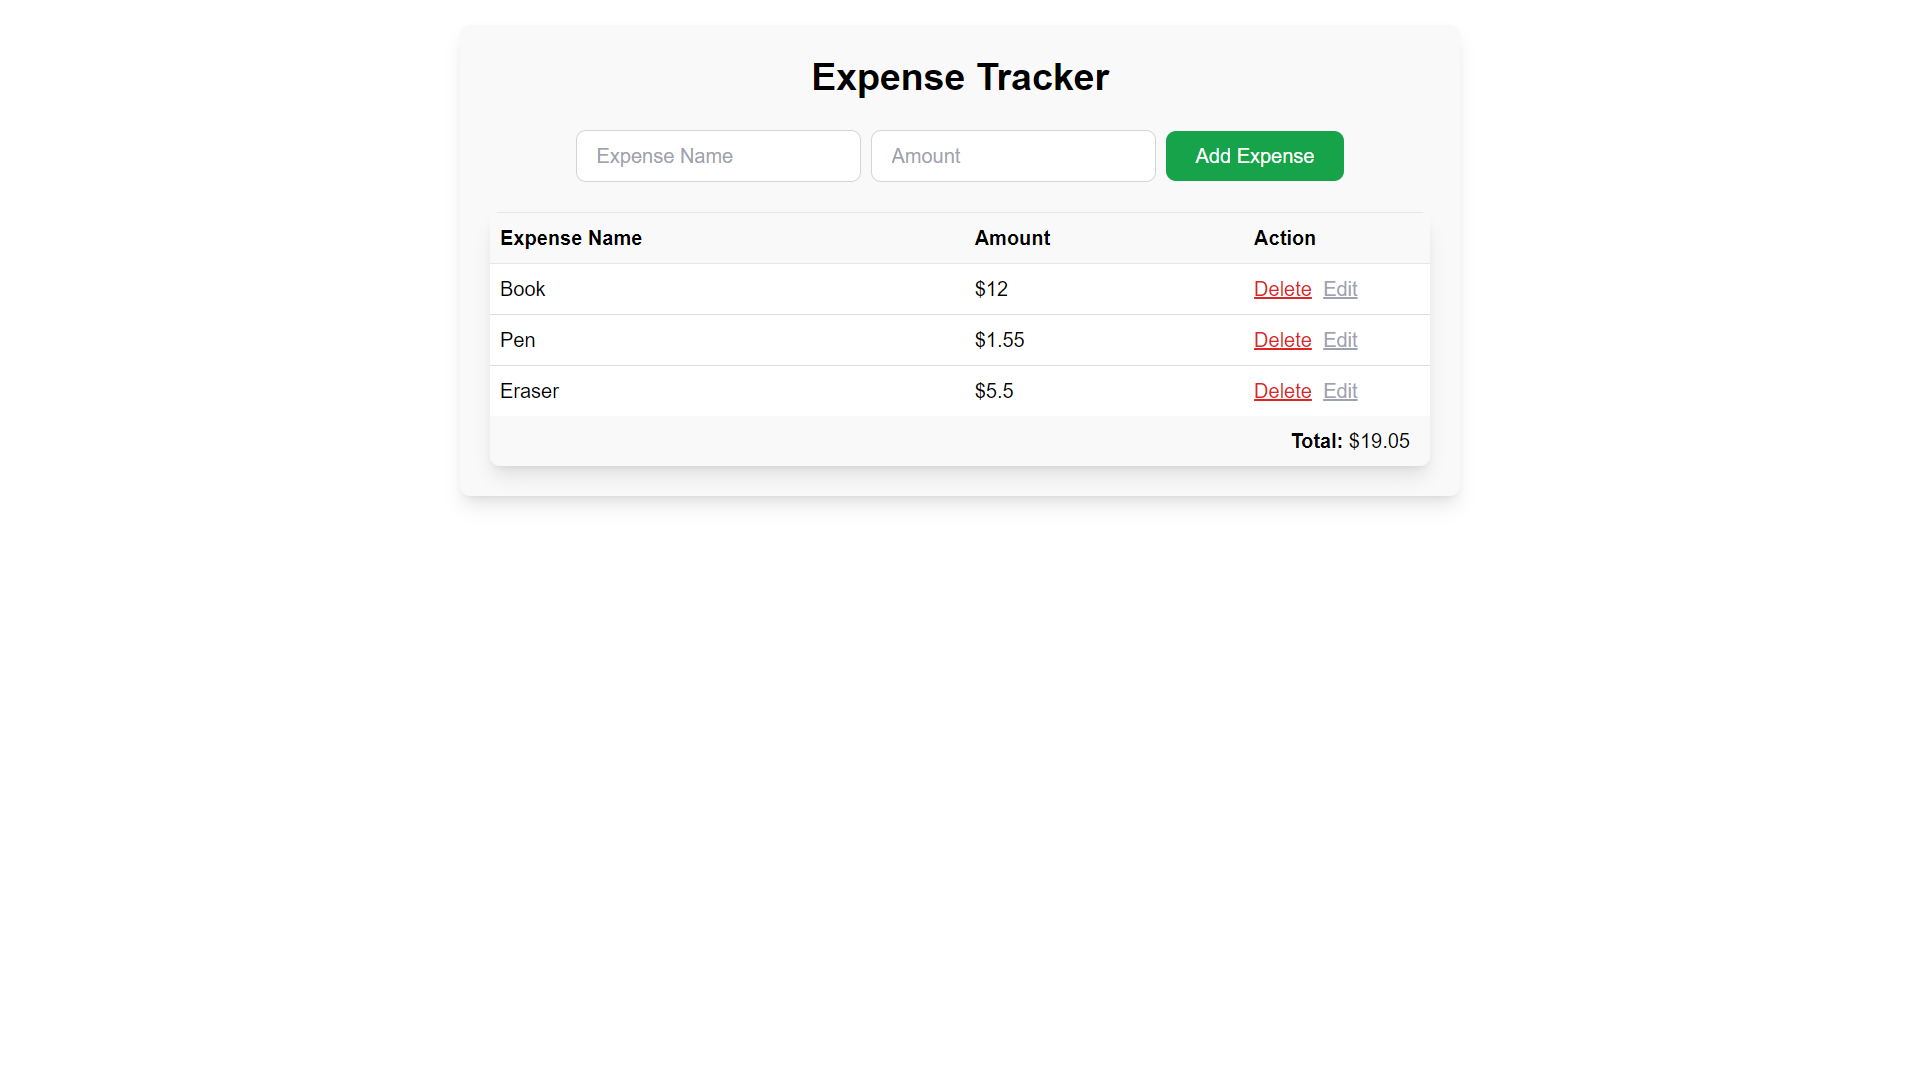 Expense Tracker
Expense Name Amount Add Expense
Expense Name Amount Action
Book $12 Delete Edit
Pen $1.55 Delete Edit
Eraser $5.5 Delete Edit
Total: $19.05